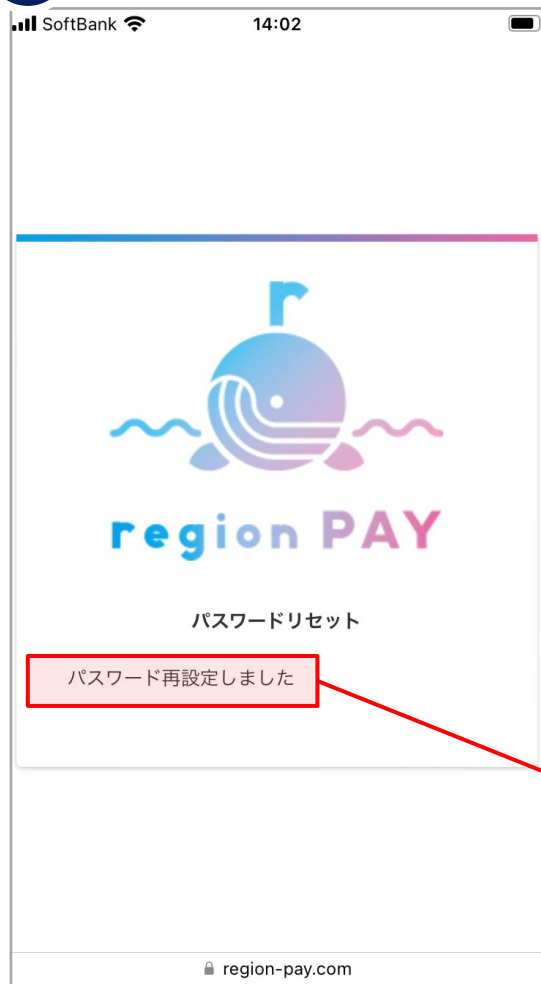 SoftBank 14:02
r
region PAY
パスワードリセット
パスワード再設定しました
region-pay.com